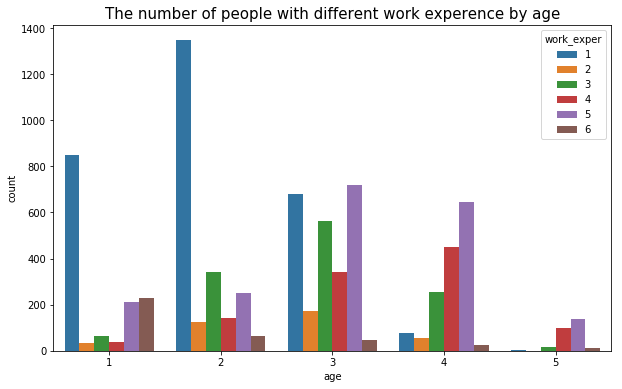 The number of people with different work experence by age
1400
1200
1000
800
600
400
200
0
count
work_exper
1
2
3
4
5
6
1 2 3 4 5
age